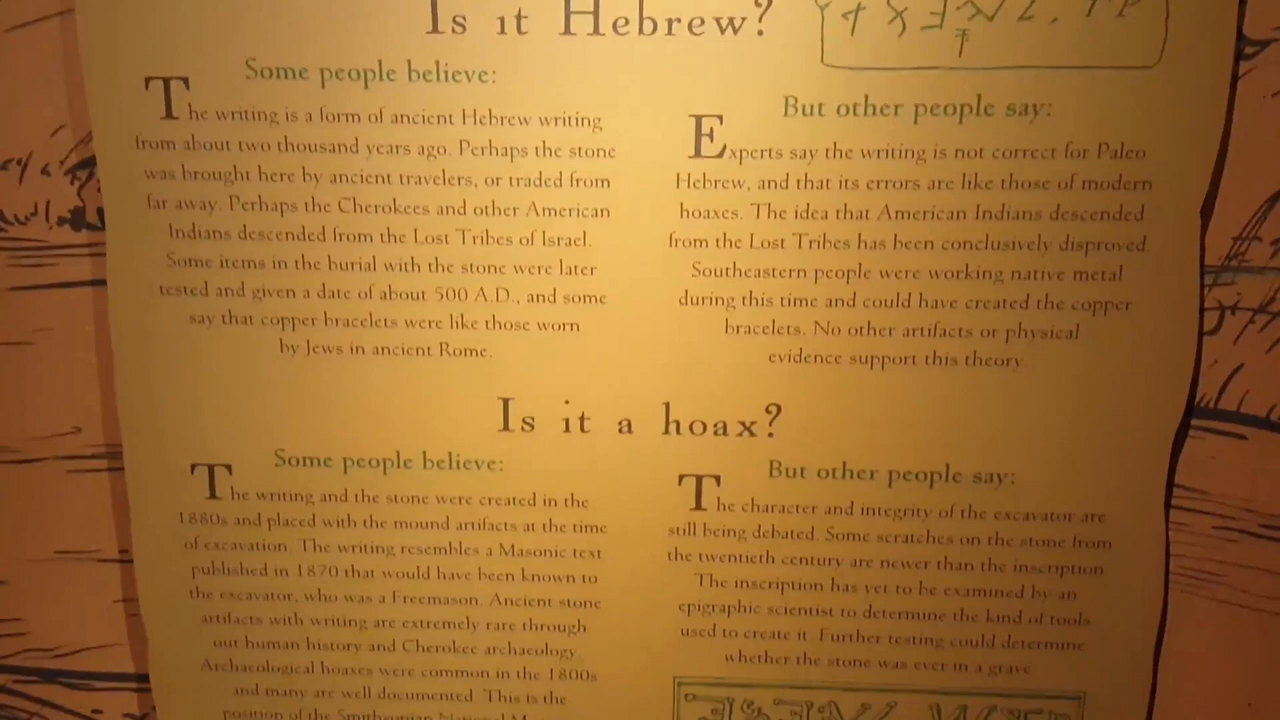 Is it Hebrew?
Some people believe:
The writing is a form of ancient Hebrew writing
from about two thousand years ago. Perhaps the stone
was brought here by ancient travelers, or traded from
far away. Perhaps the Cherokees and other American
Indians descended from the Lost Tribes of Israel.
Some items in the burial with the stone were later
tested and given a date of about 500 A.D., and some
say that copper bracelets were like those worn
by Jews in ancient Rome.
But other people say:
Experts say the writing is not correct for Paleo
Hebrew, and that its errors are like those of modern
hoaxes. The idea that American Indians descended
from the Lost Tribes has been conclusively disproved.
Southeastern people were working native metal
during this time and could have created the copper
bracelets. No other artifacts or physical
evidence support this theory
Is it a hoax?
Some people believe:
The writing and the stone were created in the
1880s and placed with the mound artifacts at the time
of excavation. The writing resembles a Masonic text
published in 1870 that would have been known to
the excavator, who was a Freemason. Ancient stone
artifacts with writing are extremely rare through-
out human history and Cherokee archaeology.
Archaeological hoaxes were common in the 1800s
and many are well documented. This is the
position of the Smithsonian National
But other people say:
The character and integrity of the excavator are
still being debated. Some scratches on the stone from
the twentieth century are newer than the inscription
The inscription has yet to be examined by an
epigraphic scientist to determine the kind of tools
used to create it. Further testing could determine
whether the stone was ever in a grave